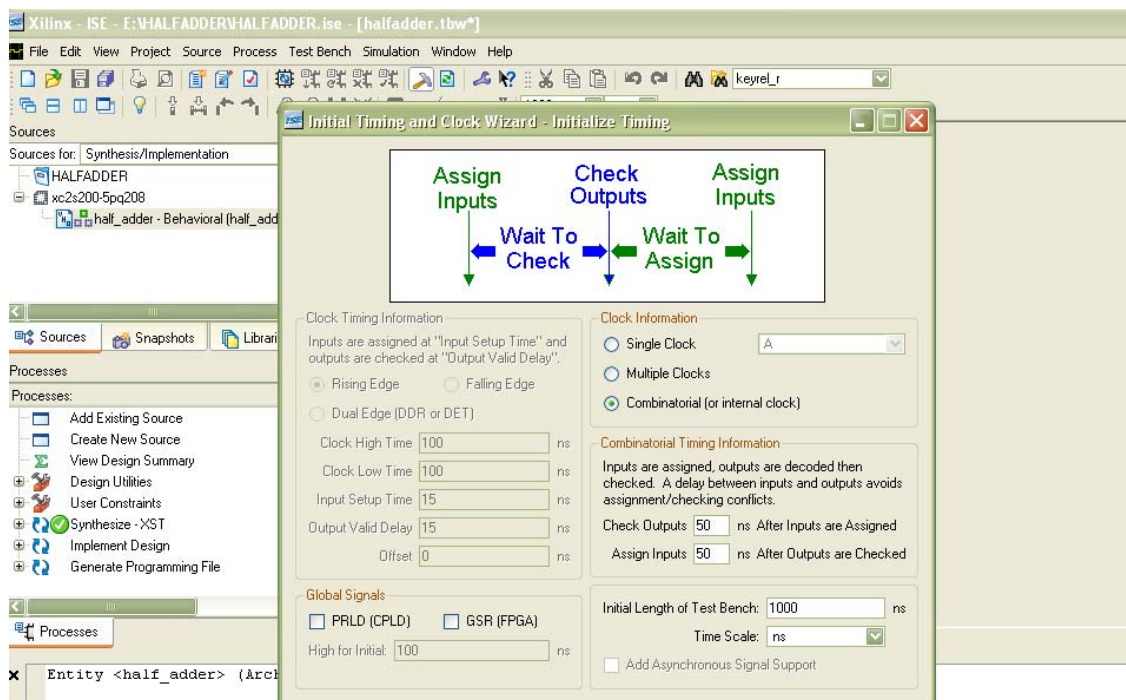 Xilinx - ISE - E:\HALFADDER\HALFADDER.ise - [halfadder.tbw*]
File Edit View Project Source Process Test Bench Simulation Window Help
keyrel_r
Sources
Sources for: Synthesis/Implementation
HALFADDER
xc2s200-5pq208
half_adder - Behavioral (half_add
Sources Snapshots Librari
Processes
Processes:
Add Existing Source
Create New Source
View Design Summary
Design Utilities
User Constraints
Synthesize - XST
Implement Design
Generate Programming File
Processes
x Entity <half_adder> (Arch
Initial Timing and Clock Wizard - Initialize Timing
Assign Inputs
Check Outputs
Assign Inputs
Wait To Check
Wait To Assign
Clock Timing Information
Inputs are assigned at "Input Setup Time" and
outputs are checked at "Output Valid Delay".
Rising Edge Falling Edge
Dual Edge (DDR or DET)
Clock High Time 100 ns
Clock Low Time 100 ns
Input Setup Time 15 ns
Output Valid Delay 15 ns
Offset 0 ns
Global Signals
PRLD (CPLD) GSR (FPGA)
High for Initial: 100 ns
Clock Information
Single Clock A
Multiple Clocks
Combinatorial (or internal clock)
Combinatorial Timing Information
Inputs are assigned, outputs are decoded then
checked. A delay between inputs and outputs avoids
assignment/checking conflicts.
Check Outputs 50 ns After Inputs are Assigned
Assign Inputs 50 ns After Outputs are Checked
Initial Length of Test Bench: 1000 ns
Time Scale: ns
Add Asynchronous Signal Support